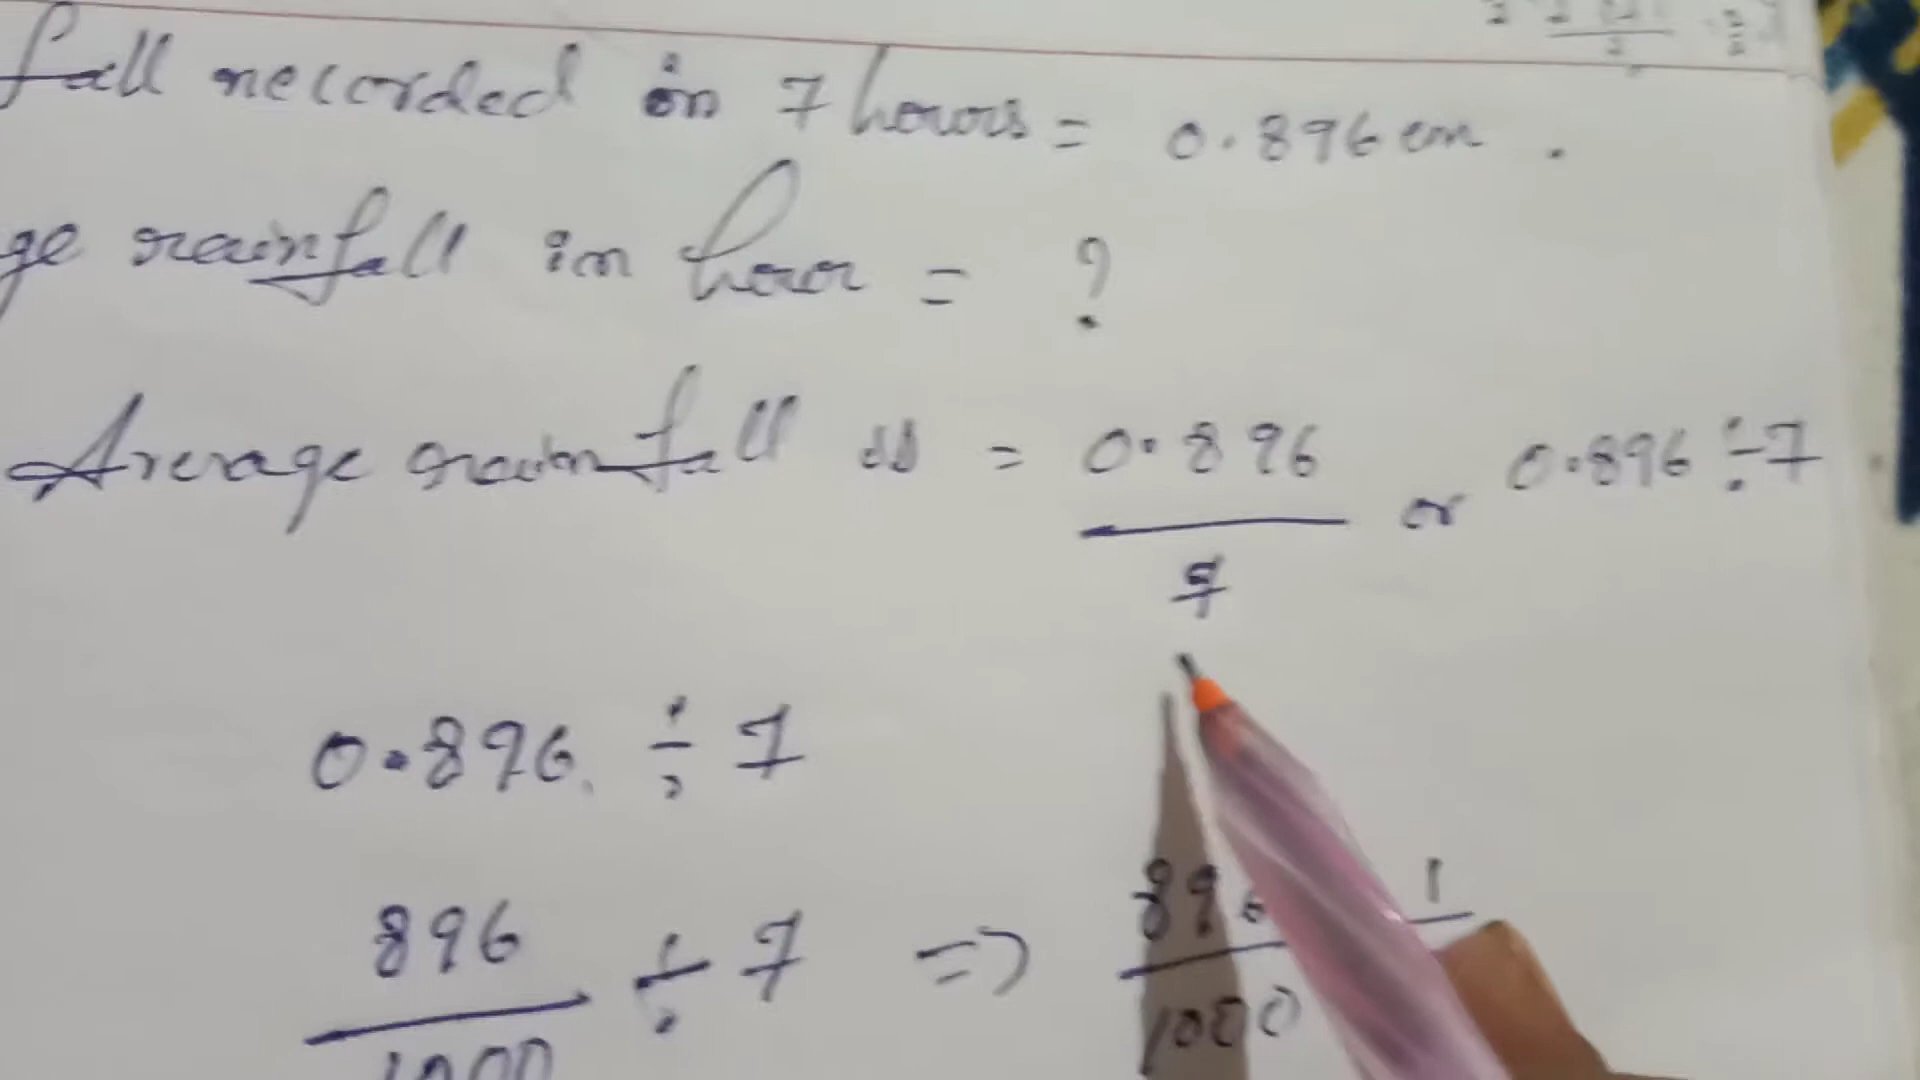 fall recorded in 7 hours = 0.896 cm.
ge rainfall in hour = ?
Average rainfall is = 0.896 / 7 or 0.896 ÷ 7
0.896 ÷ 7
896 / 1000 ÷ 7 => 896 / 1000 1